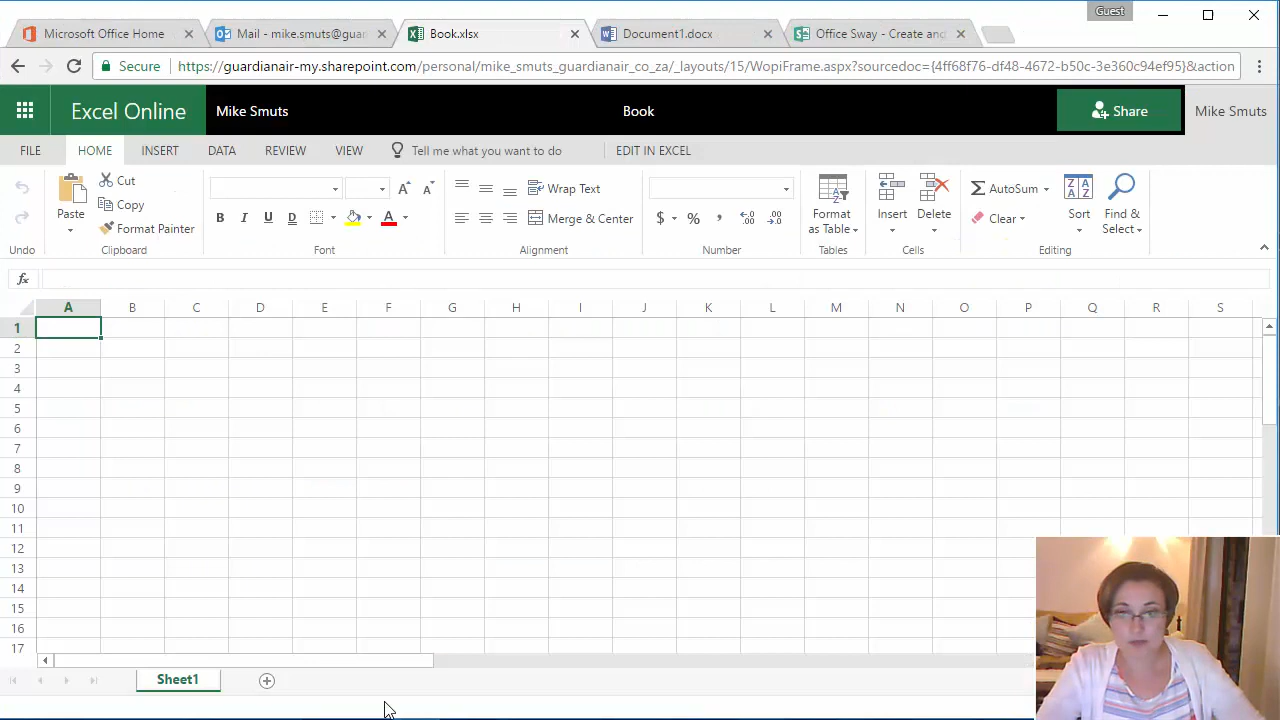 Guest
Microsoft Office Home
Mail - mike.smuts@guar
Book.xlsx
Document1.docx
Office Sway - Create and
Secure
https://guardianair-my.sharepoint.com/personal/mike_smuts_guardianair_co_za/_layouts/15/WopiFrame.aspx?sourcedoc={4ff68f76-df48-4672-b50c-3e360c94ef95}&action
Excel Online
Mike Smuts
Book
Share
Mike Smuts
FILE HOME INSERT DATA REVIEW VIEW Tell me what you want to do EDIT IN EXCEL
Cut
Copy
Format Painter
Paste
Wrap Text
Merge & Center
Format
as Table
Insert
Delete
AutoSum
Clear
Sort
Find &
Select
B I U D
A A A
$ % ,
.00
.00
Undo Clipboard Font Alignment Number Tables Cells Editing
fx
A B C D E F G H I J K L M N O P Q R S
1
2
3
4
5
6
7
8
9
10
11
12
13
14
15
16
17
Sheet1